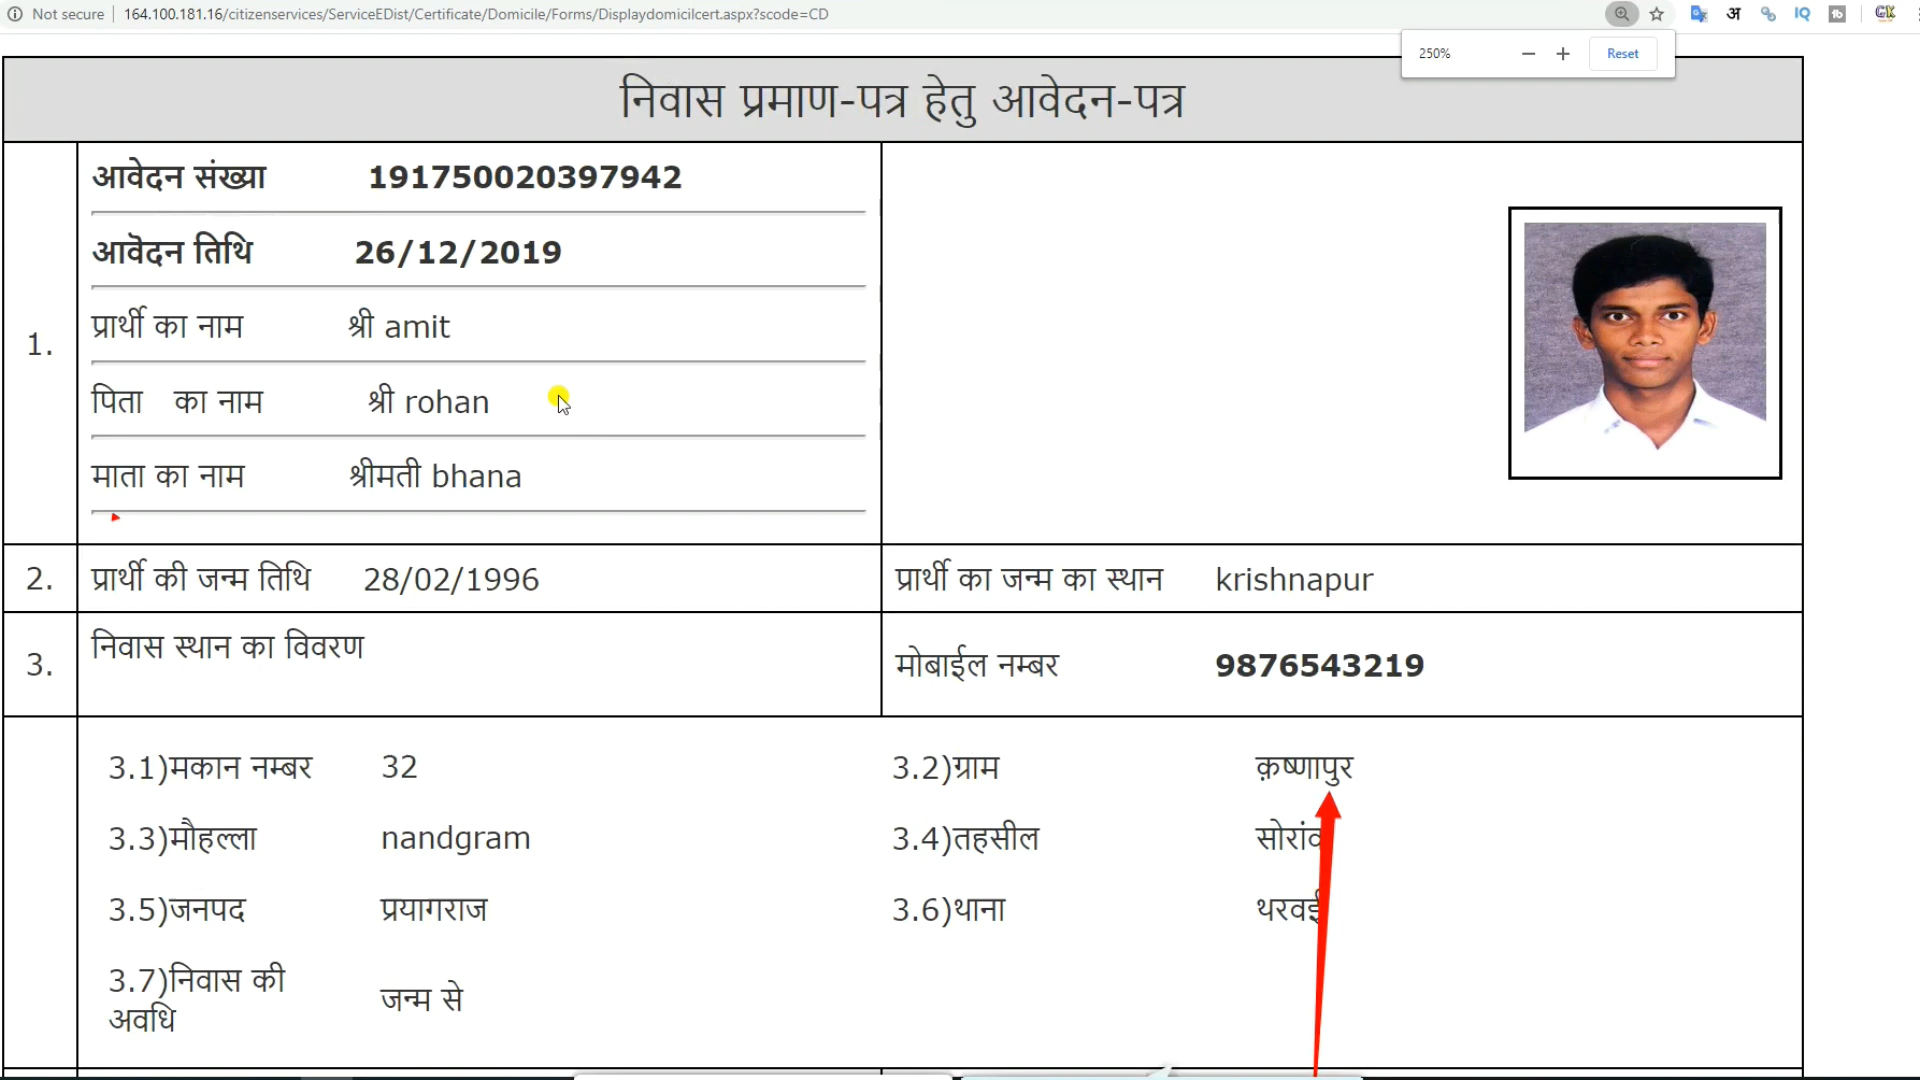 Not secure 164.100.181.16/citizenservices/ServiceEDist/Certificate/Domicile/Forms/Displaydomicilcert.aspx?scode=CD
250% − + Reset
निवास प्रमाण-पत्र हेतु आवेदन-पत्र
1.
आवेदन संख्या 191750020397942
आवेदन तिथि 26/12/2019
प्रार्थी का नाम श्री amit
पिता का नाम श्री rohan
माता का नाम श्रीमती bhana
2. प्रार्थी की जन्म तिथि 28/02/1996 प्रार्थी का जन्म का स्थान krishnapur
3. निवास स्थान का विवरण मोबाईल नम्बर 9876543219
3.1)मकान नम्बर 32 3.2)ग्राम क़ष्णापुर
3.3)मौहल्ला nandgram 3.4)तहसील सोरांव
3.5)जनपद प्रयागराज 3.6)थाना थरवई
3.7)निवास की
अवधि जन्म से